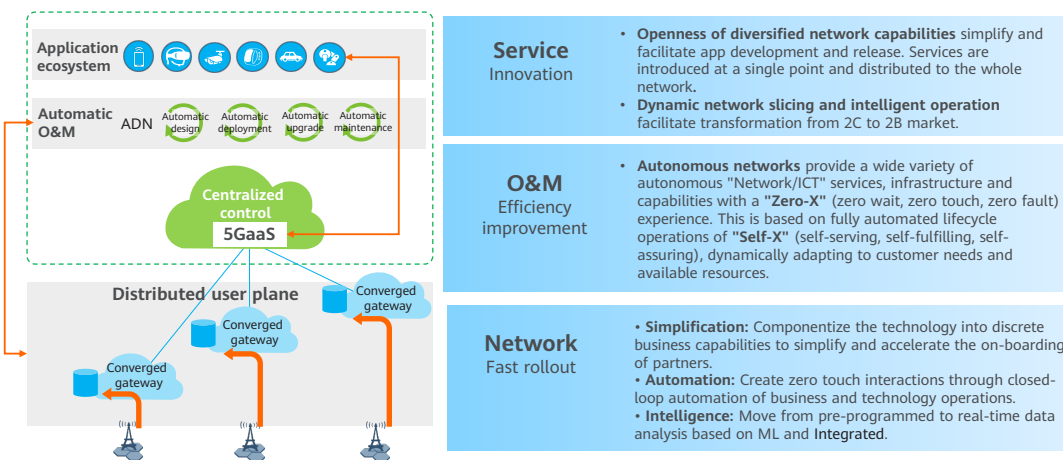 Application
ecosystem
Automatic
O&M
ADN
Automatic
design
Automatic
deployment
Automatic
upgrade
Automatic
maintenance
Centralized
control
5GaaS
Distributed user plane
Converged
gateway
Converged
gateway
Converged
gateway
Service
Innovation
• Openness of diversified network capabilities simplify and
facilitate app development and release. Services are
introduced at a single point and distributed to the whole
network.
• Dynamic network slicing and intelligent operation
facilitate transformation from 2C to 2B market.
O&M
Efficiency
improvement
• Autonomous networks provide a wide variety of
autonomous "Network/ICT" services, infrastructure and
capabilities with a "Zero-X" (zero wait, zero touch, zero fault)
experience. This is based on fully automated lifecycle
operations of "Self-X" (self-serving, self-fulfilling, self-
assuring), dynamically adapting to customer needs and
available resources.
Network
Fast rollout
• Simplification: Componentize the technology into discrete
business capabilities to simplify and accelerate the on-boarding
of partners.
• Automation: Create zero touch interactions through closed-
loop automation of business and technology operations.
• Intelligence: Move from pre-programmed to real-time data
analysis based on ML and Integrated.